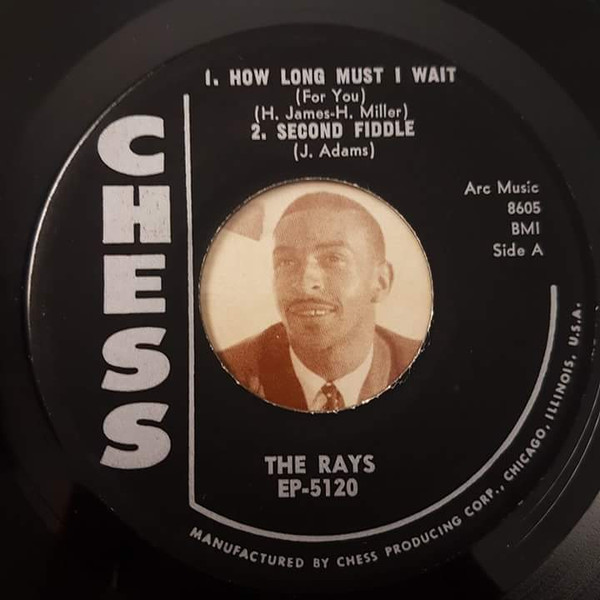 CHESS
1. HOW LONG MUST I WAIT
(For You)
(H. James-H. Miller)
2. SECOND FIDDLE
(J. Adams)
Arc Music
8605
BMI
Side A
THE RAYS
EP-5120
MANUFACTURED BY CHESS PRODUCING CORP., CHICAGO, ILLINOIS, U.S.A.